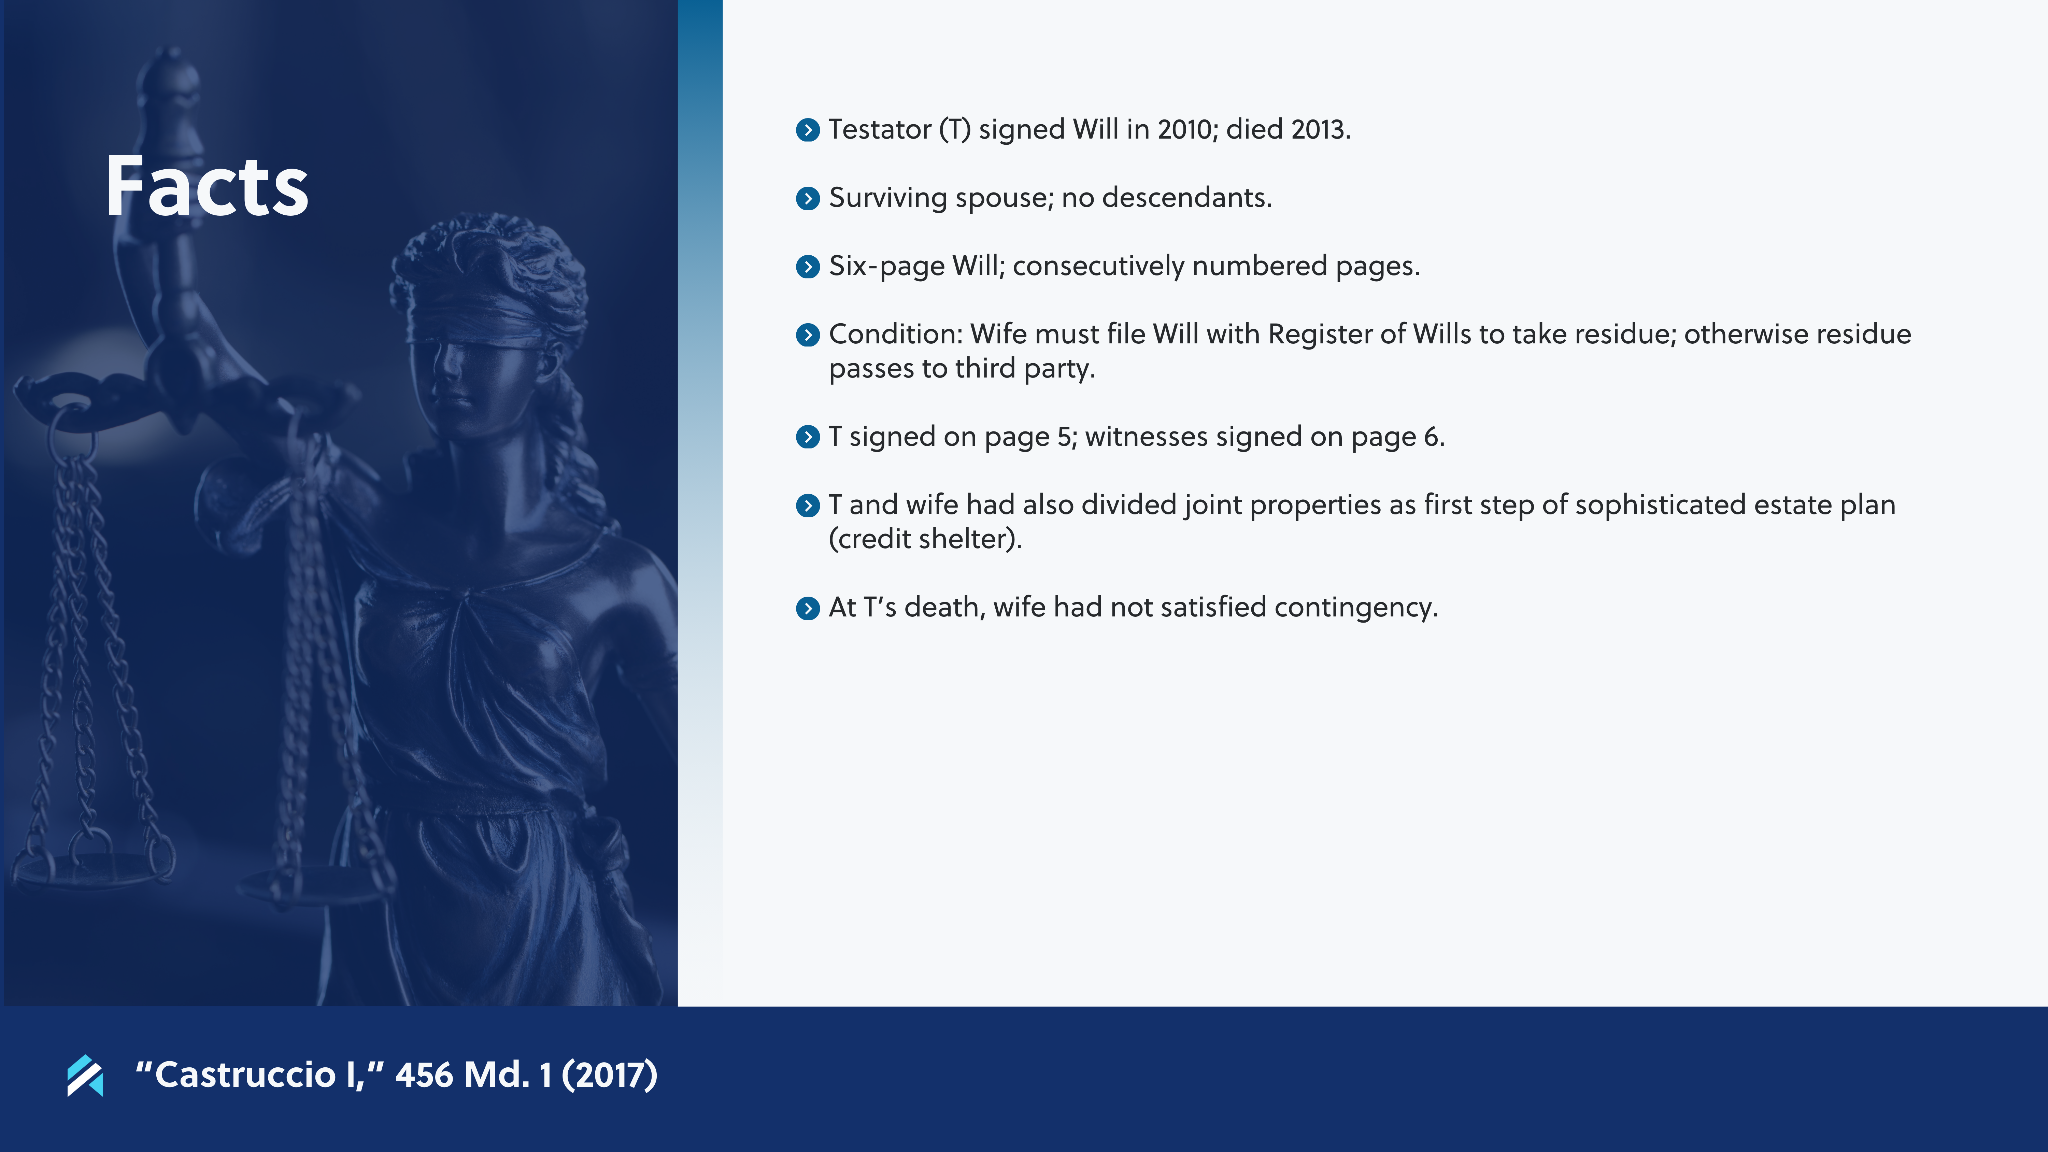 Facts
Testator (T) signed Will in 2010; died 2013.
Surviving spouse; no descendants.
Six-page Will; consecutively numbered pages.
Condition: Wife must file Will with Register of Wills to take residue; otherwise residue
passes to third party.
T signed on page 5; witnesses signed on page 6.
T and wife had also divided joint properties as first step of sophisticated estate plan
(credit shelter).
At T’s death, wife had not satisfied contingency.
“Castruccio I,” 456 Md. 1 (2017)